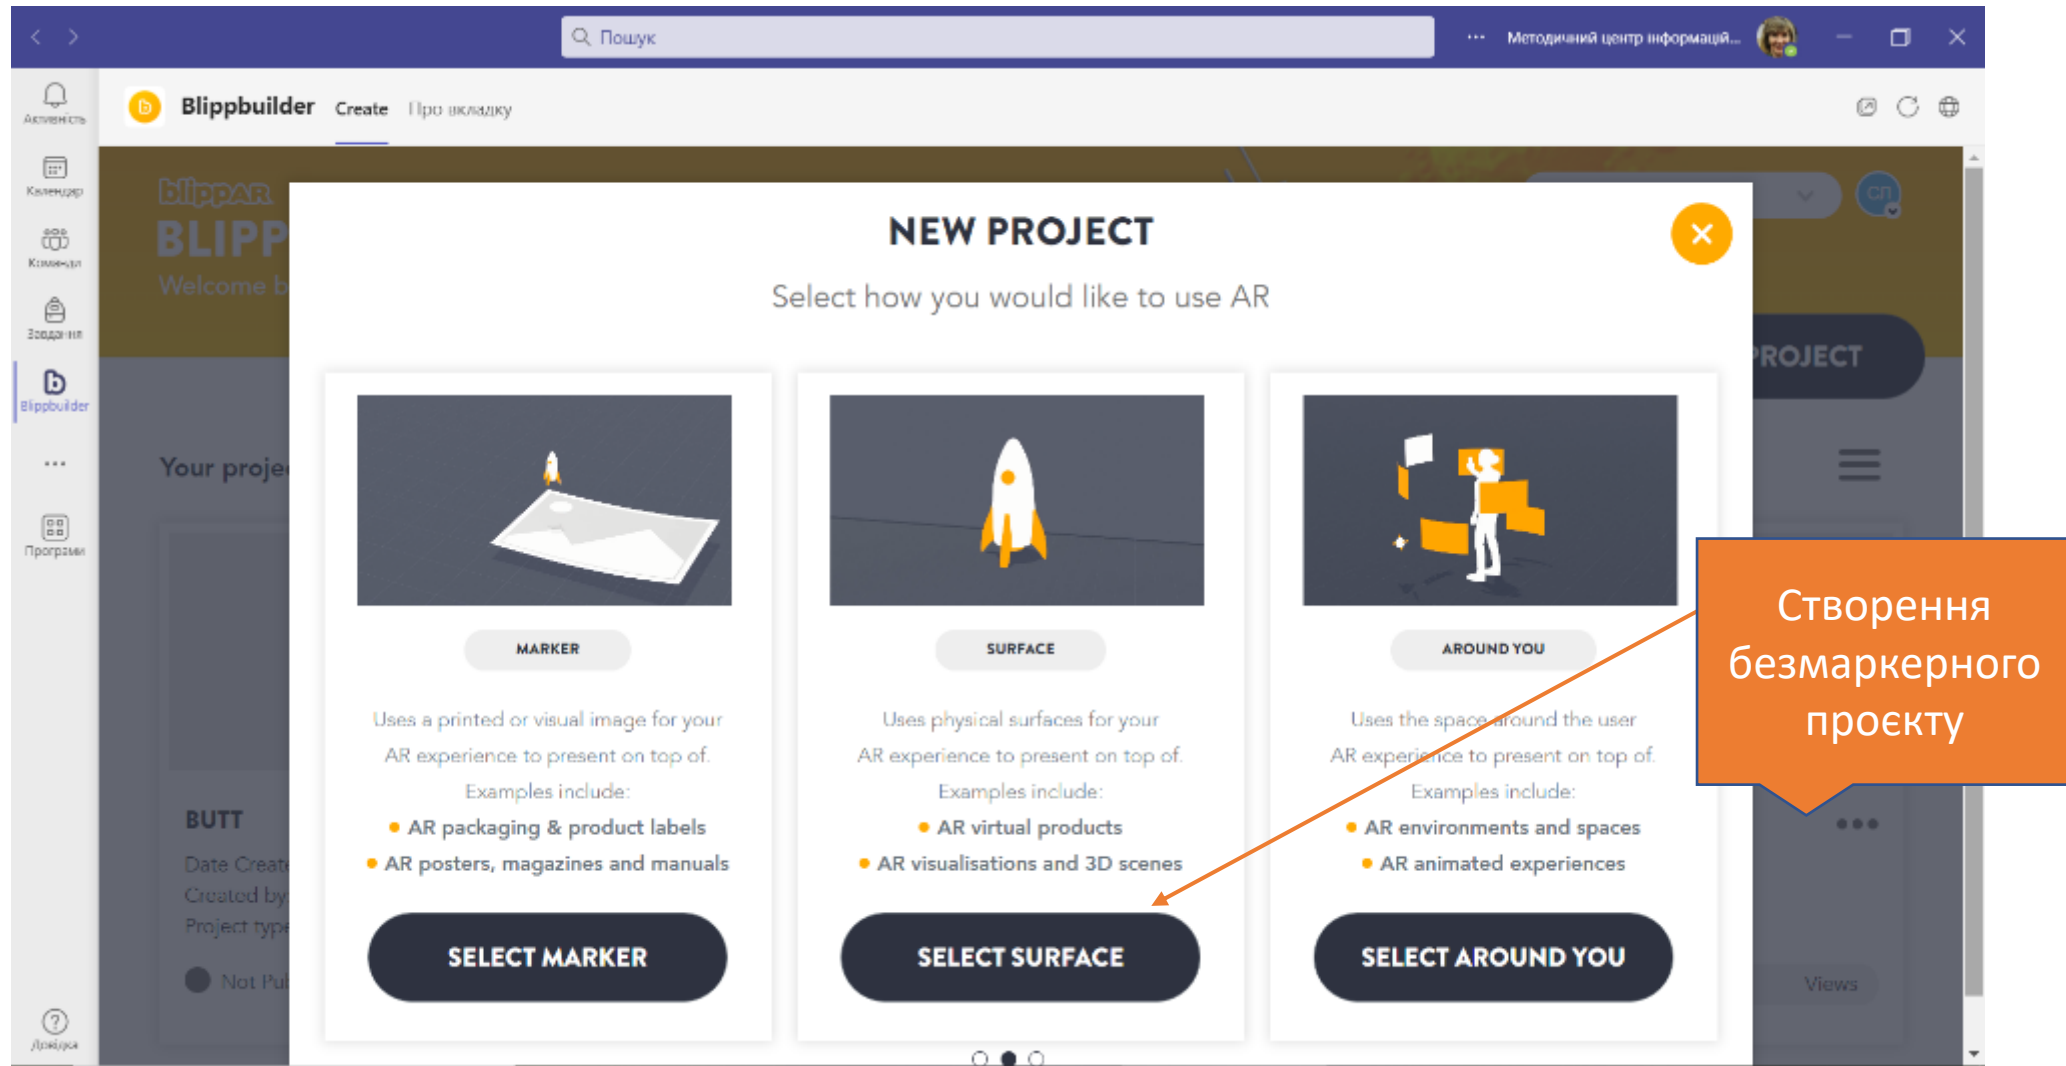 Пошук
Методичний центр інформацій...
Активність
Календар
Команди
Завдання
Blippbuilder
Програми
Довідка
Blippbuilder Create Про вкладку
blippAR
BLIPP
Welcome b
СП
PROJECT
Your proje
BUTT
Date Create
Created by
Project type
Not Pub
Views
NEW PROJECT
Select how you would like to use AR
MARKER
Uses a printed or visual image for your
AR experience to present on top of.
Examples include:
• AR packaging & product labels
• AR posters, magazines and manuals
SELECT MARKER
SURFACE
Uses physical surfaces for your
AR experience to present on top of.
Examples include:
• AR virtual products
• AR visualisations and 3D scenes
SELECT SURFACE
AROUND YOU
Uses the space around the user
AR experience to present on top of.
Examples include:
• AR environments and spaces
• AR animated experiences
SELECT AROUND YOU
Створення
безмаркерного
проєкту